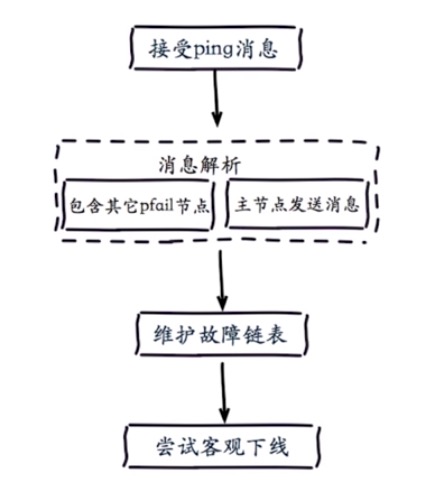 接受ping消息
消息解析
包含其它pfail节点
主节点发送消息
维护故障链表
尝试客观下线